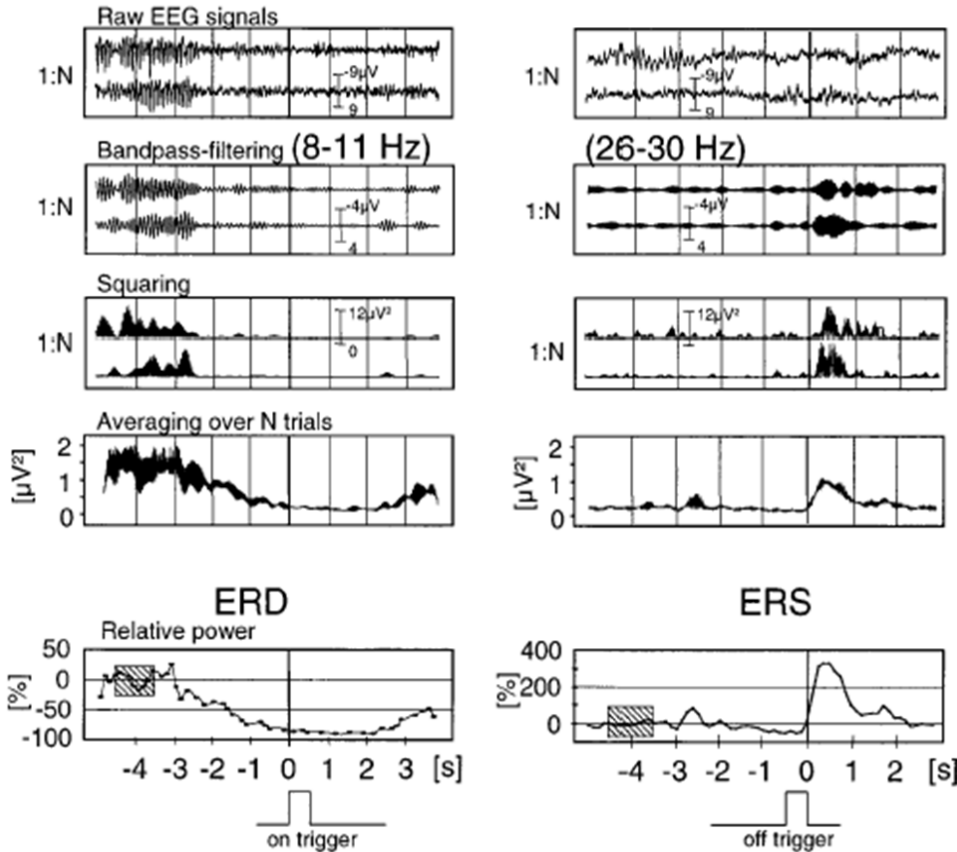 Raw EEG signals
1:N
-9µV
9
1:N
-9µV
9
Bandpass-filtering (8-11 Hz)
(26-30 Hz)
1:N
-4µV
4
1:N
-4µV
4
Squaring
1:N
12µV²
0
1:N
12µV²
Averaging over N trials
[µV²]
2
1
0
[µV²]
2
1
0
ERD
ERS
Relative power
[%]
50
0
-50
-100
-4 -3 -2 -1 0 1 2 3 [s]
on trigger
[%]
400
200
0
-4 -3 -2 -1 0 1 2 [s]
off trigger